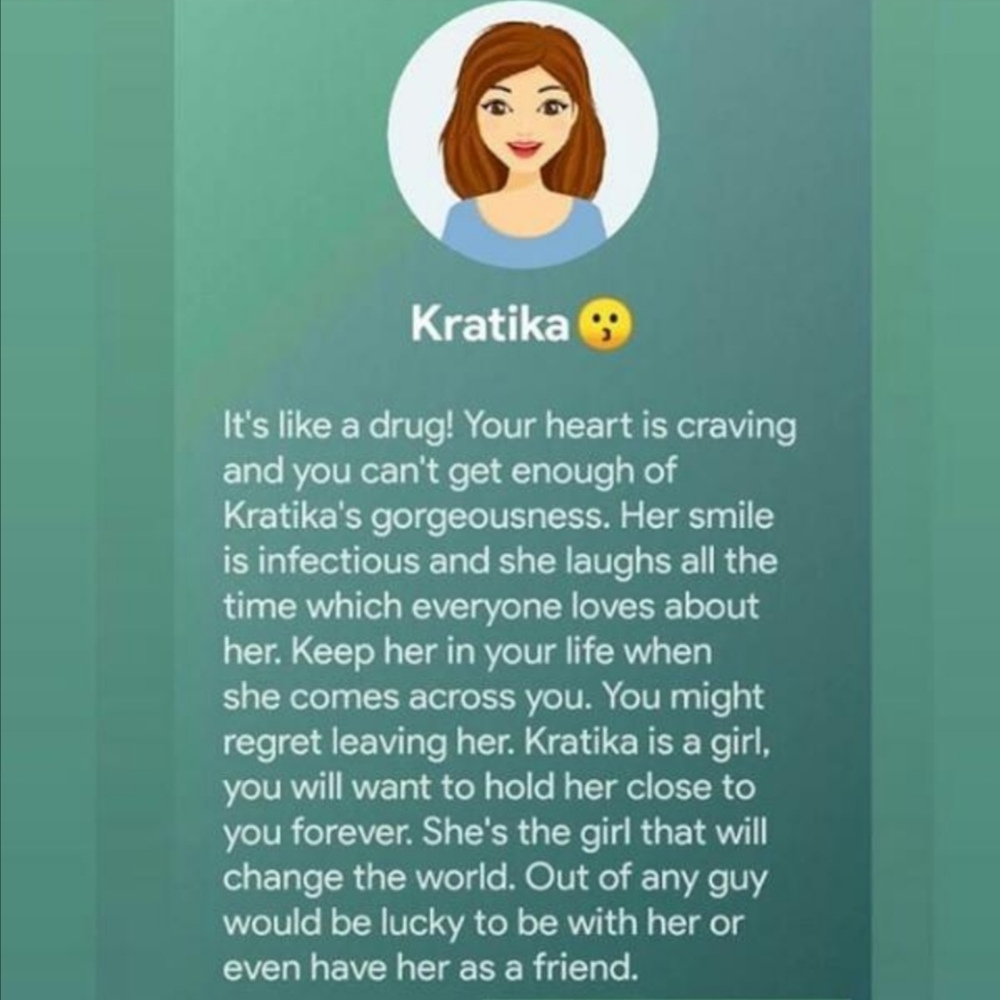 Kratika😗
It's like a drug! Your heart is craving
and you can't get enough of
Kratika's gorgeousness. Her smile
is infectious and she laughs all the
time which everyone loves about
her. Keep her in your life when
she comes across you. You might
regret leaving her. Kratika is a girl,
you will want to hold her close to
you forever. She's the girl that will
change the world. Out of any guy
would be lucky to be with her or
even have her as a friend.